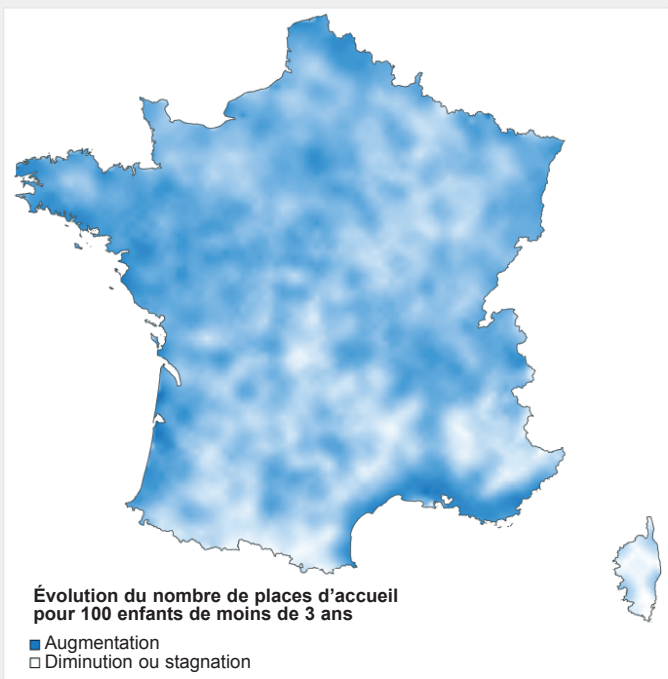 Évolution du nombre de places d’accueil
pour 100 enfants de moins de 3 ans
Augmentation
Diminution ou stagnation